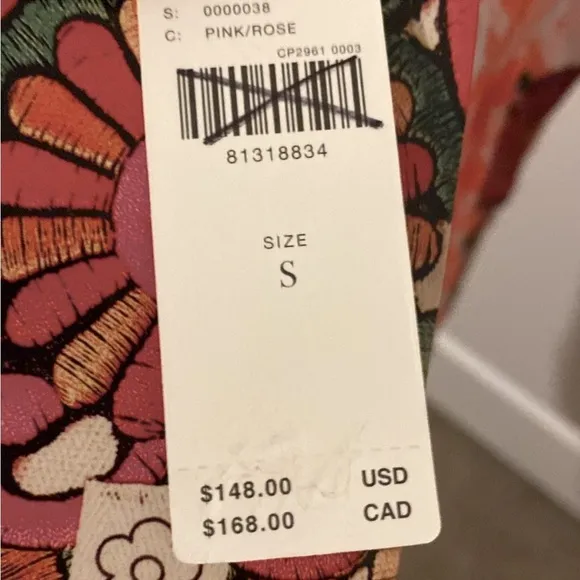 S: 0000038
C: PINK/ROSE
CP2961 0003
81318834
SIZE
S
$148.00 USD
$168.00 CAD